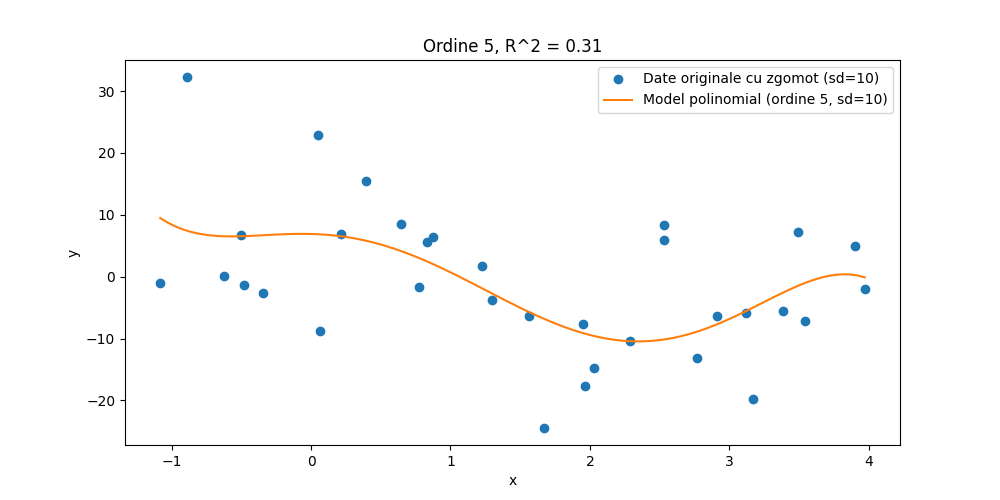 Ordine 5, R^2 = 0.31
Date originale cu zgomot (sd=10)
Model polinomial (ordine 5, sd=10)
30
20
10
0
−10
−20
y
−1
0
1
2
3
4
x